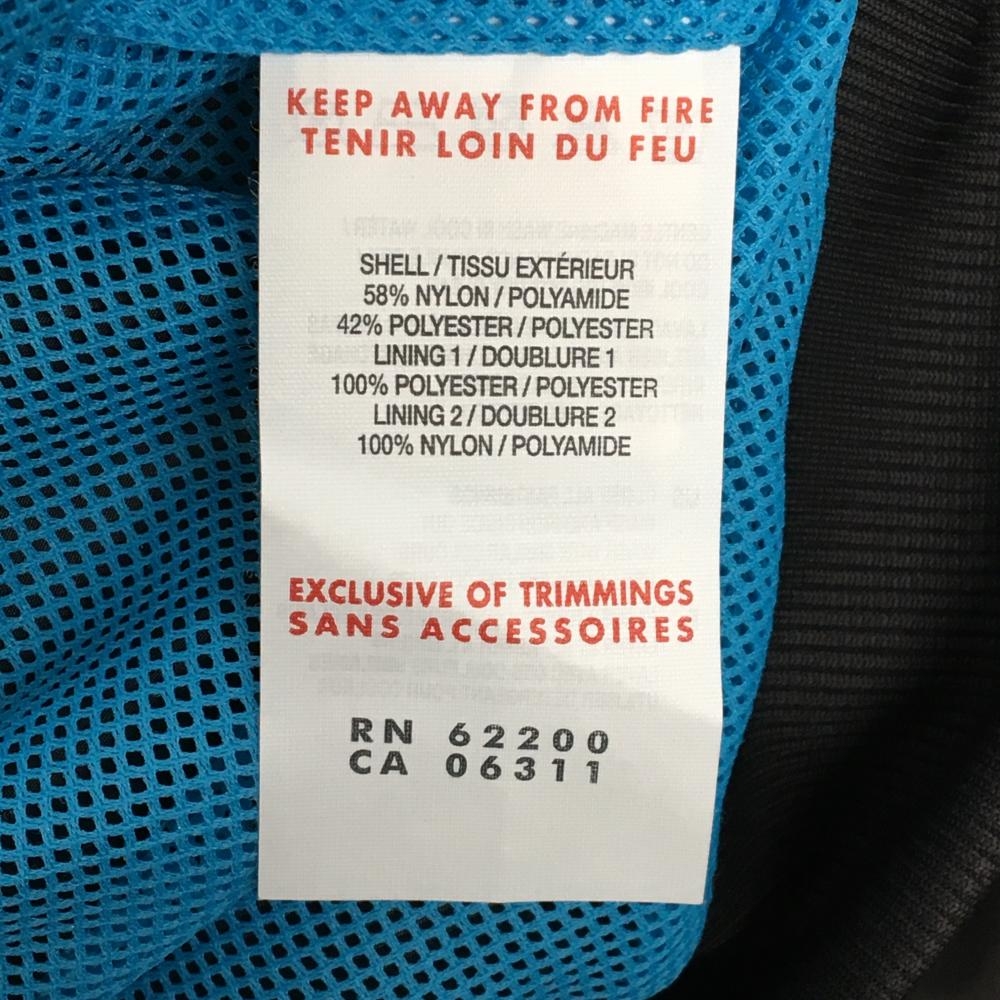 KEEP AWAY FROM FIRE
TENIR LOIN DU FEU
SHELL / TISSU EXTÉRIEUR
58% NYLON / POLYAMIDE
42% POLYESTER / POLYESTER
LINING 1 / DOUBLURE 1
100% POLYESTER / POLYESTER
LINING 2 / DOUBLURE 2
100% NYLON / POLYAMIDE
EXCLUSIVE OF TRIMMINGS
SANS ACCESSOIRES
RN 62200
CA 06311